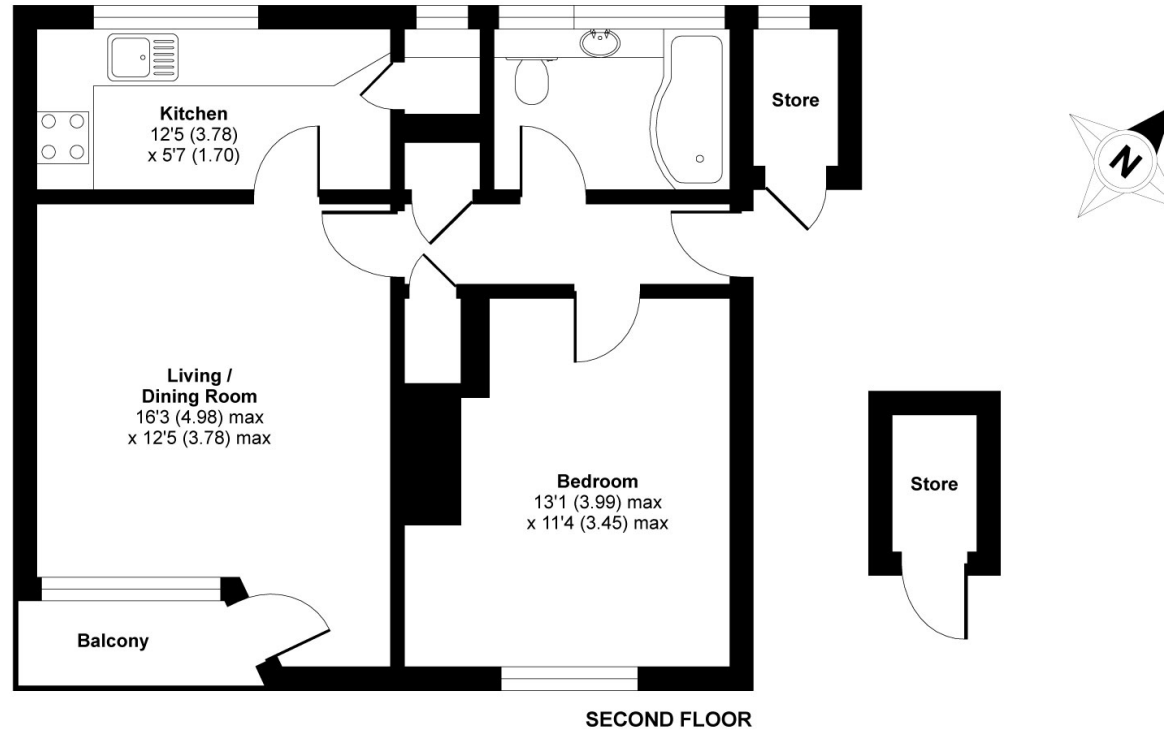 Kitchen
12'5 (3.78)
x 5'7 (1.70)
Store
N
Living /
Dining Room
16'3 (4.98) max
x 12'5 (3.78) max
Bedroom
13'1 (3.99) max
x 11'4 (3.45) max
Store
Balcony
SECOND FLOOR